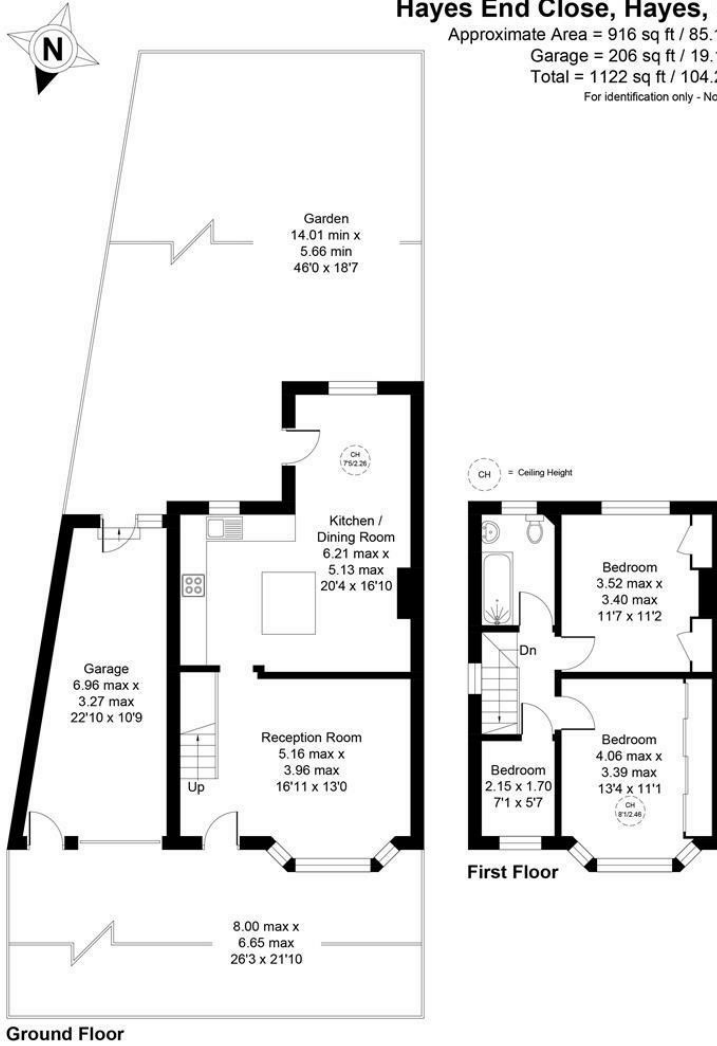 Hayes End Close, Hayes,
Approximate Area = 916 sq ft / 85.1
Garage = 206 sq ft / 19.1
Total = 1122 sq ft / 104.2
For identification only - No
N
Garden
14.01 min x
5.66 min
46'0 x 18'7
CH
7'5/2.26
CH = Ceiling Height
Kitchen /
Dining Room
6.21 max x
5.13 max
20'4 x 16'10
Garage
6.96 max x
3.27 max
22'10 x 10'9
Up
Reception Room
5.16 max x
3.96 max
16'11 x 13'0
8.00 max x
6.65 max
26'3 x 21'10
Ground Floor
Bedroom
3.52 max x
3.40 max
11'7 x 11'2
Dn
Bedroom
2.15 x 1.70
7'1 x 5'7
Bedroom
4.06 max x
3.39 max
13'4 x 11'1
CH
8'1/2.46
First Floor